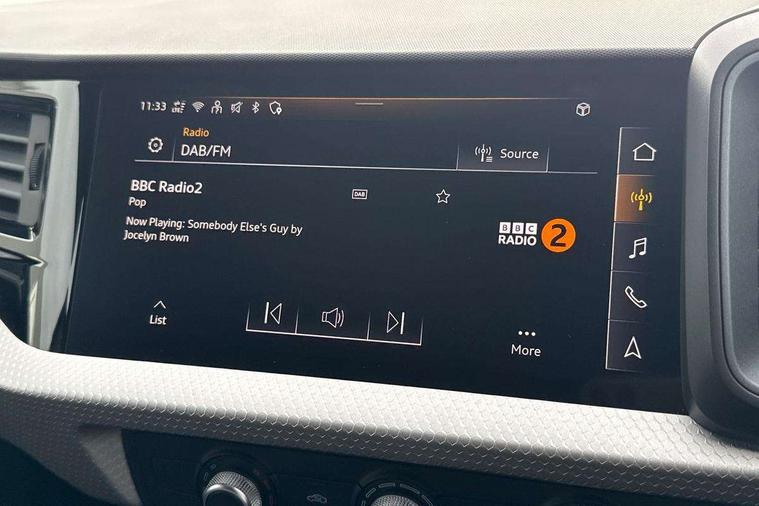 11:33 LTE
Radio
DAB/FM
Source
BBC Radio2
DAB
Pop
Now Playing: Somebody Else's Guy by
Jocelyn Brown
BBC
RADIO 2
List
More